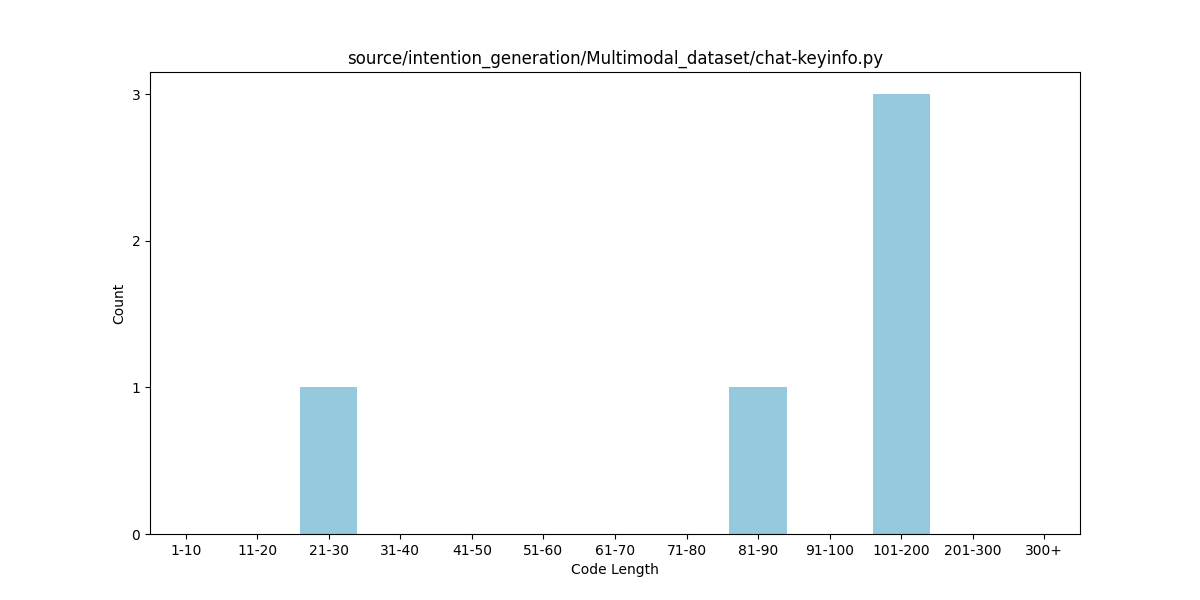 source/intention_generation/Multimodal_dataset/chat-keyinfo.py
3
2
1
0
Count
1-10 11-20 21-30 31-40 41-50 51-60 61-70 71-80 81-90 91-100 101-200 201-300 300+
Code Length